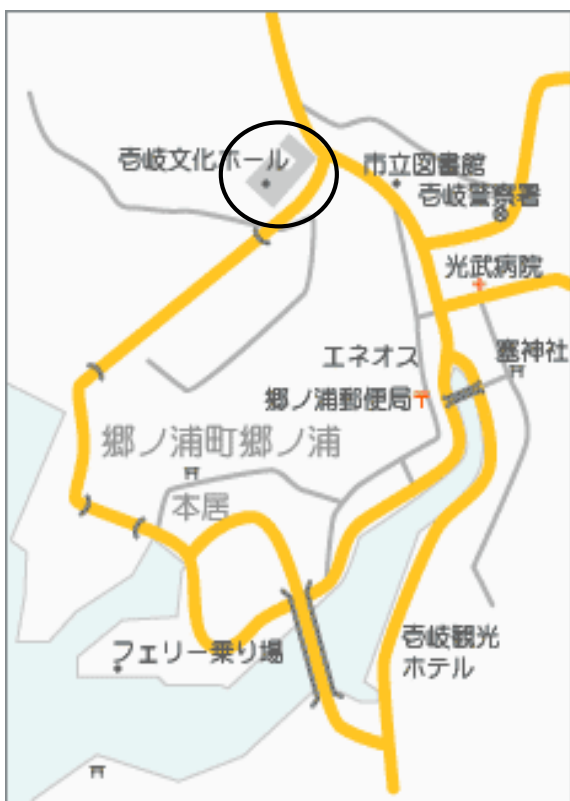 壱岐文化ホール
市立図書館
壱岐警察署
光武病院
エネオス
塞神社
郷ノ浦郵便局
郷ノ浦町郷ノ浦
本居
フェリー乗り場
壱岐観光
ホテル